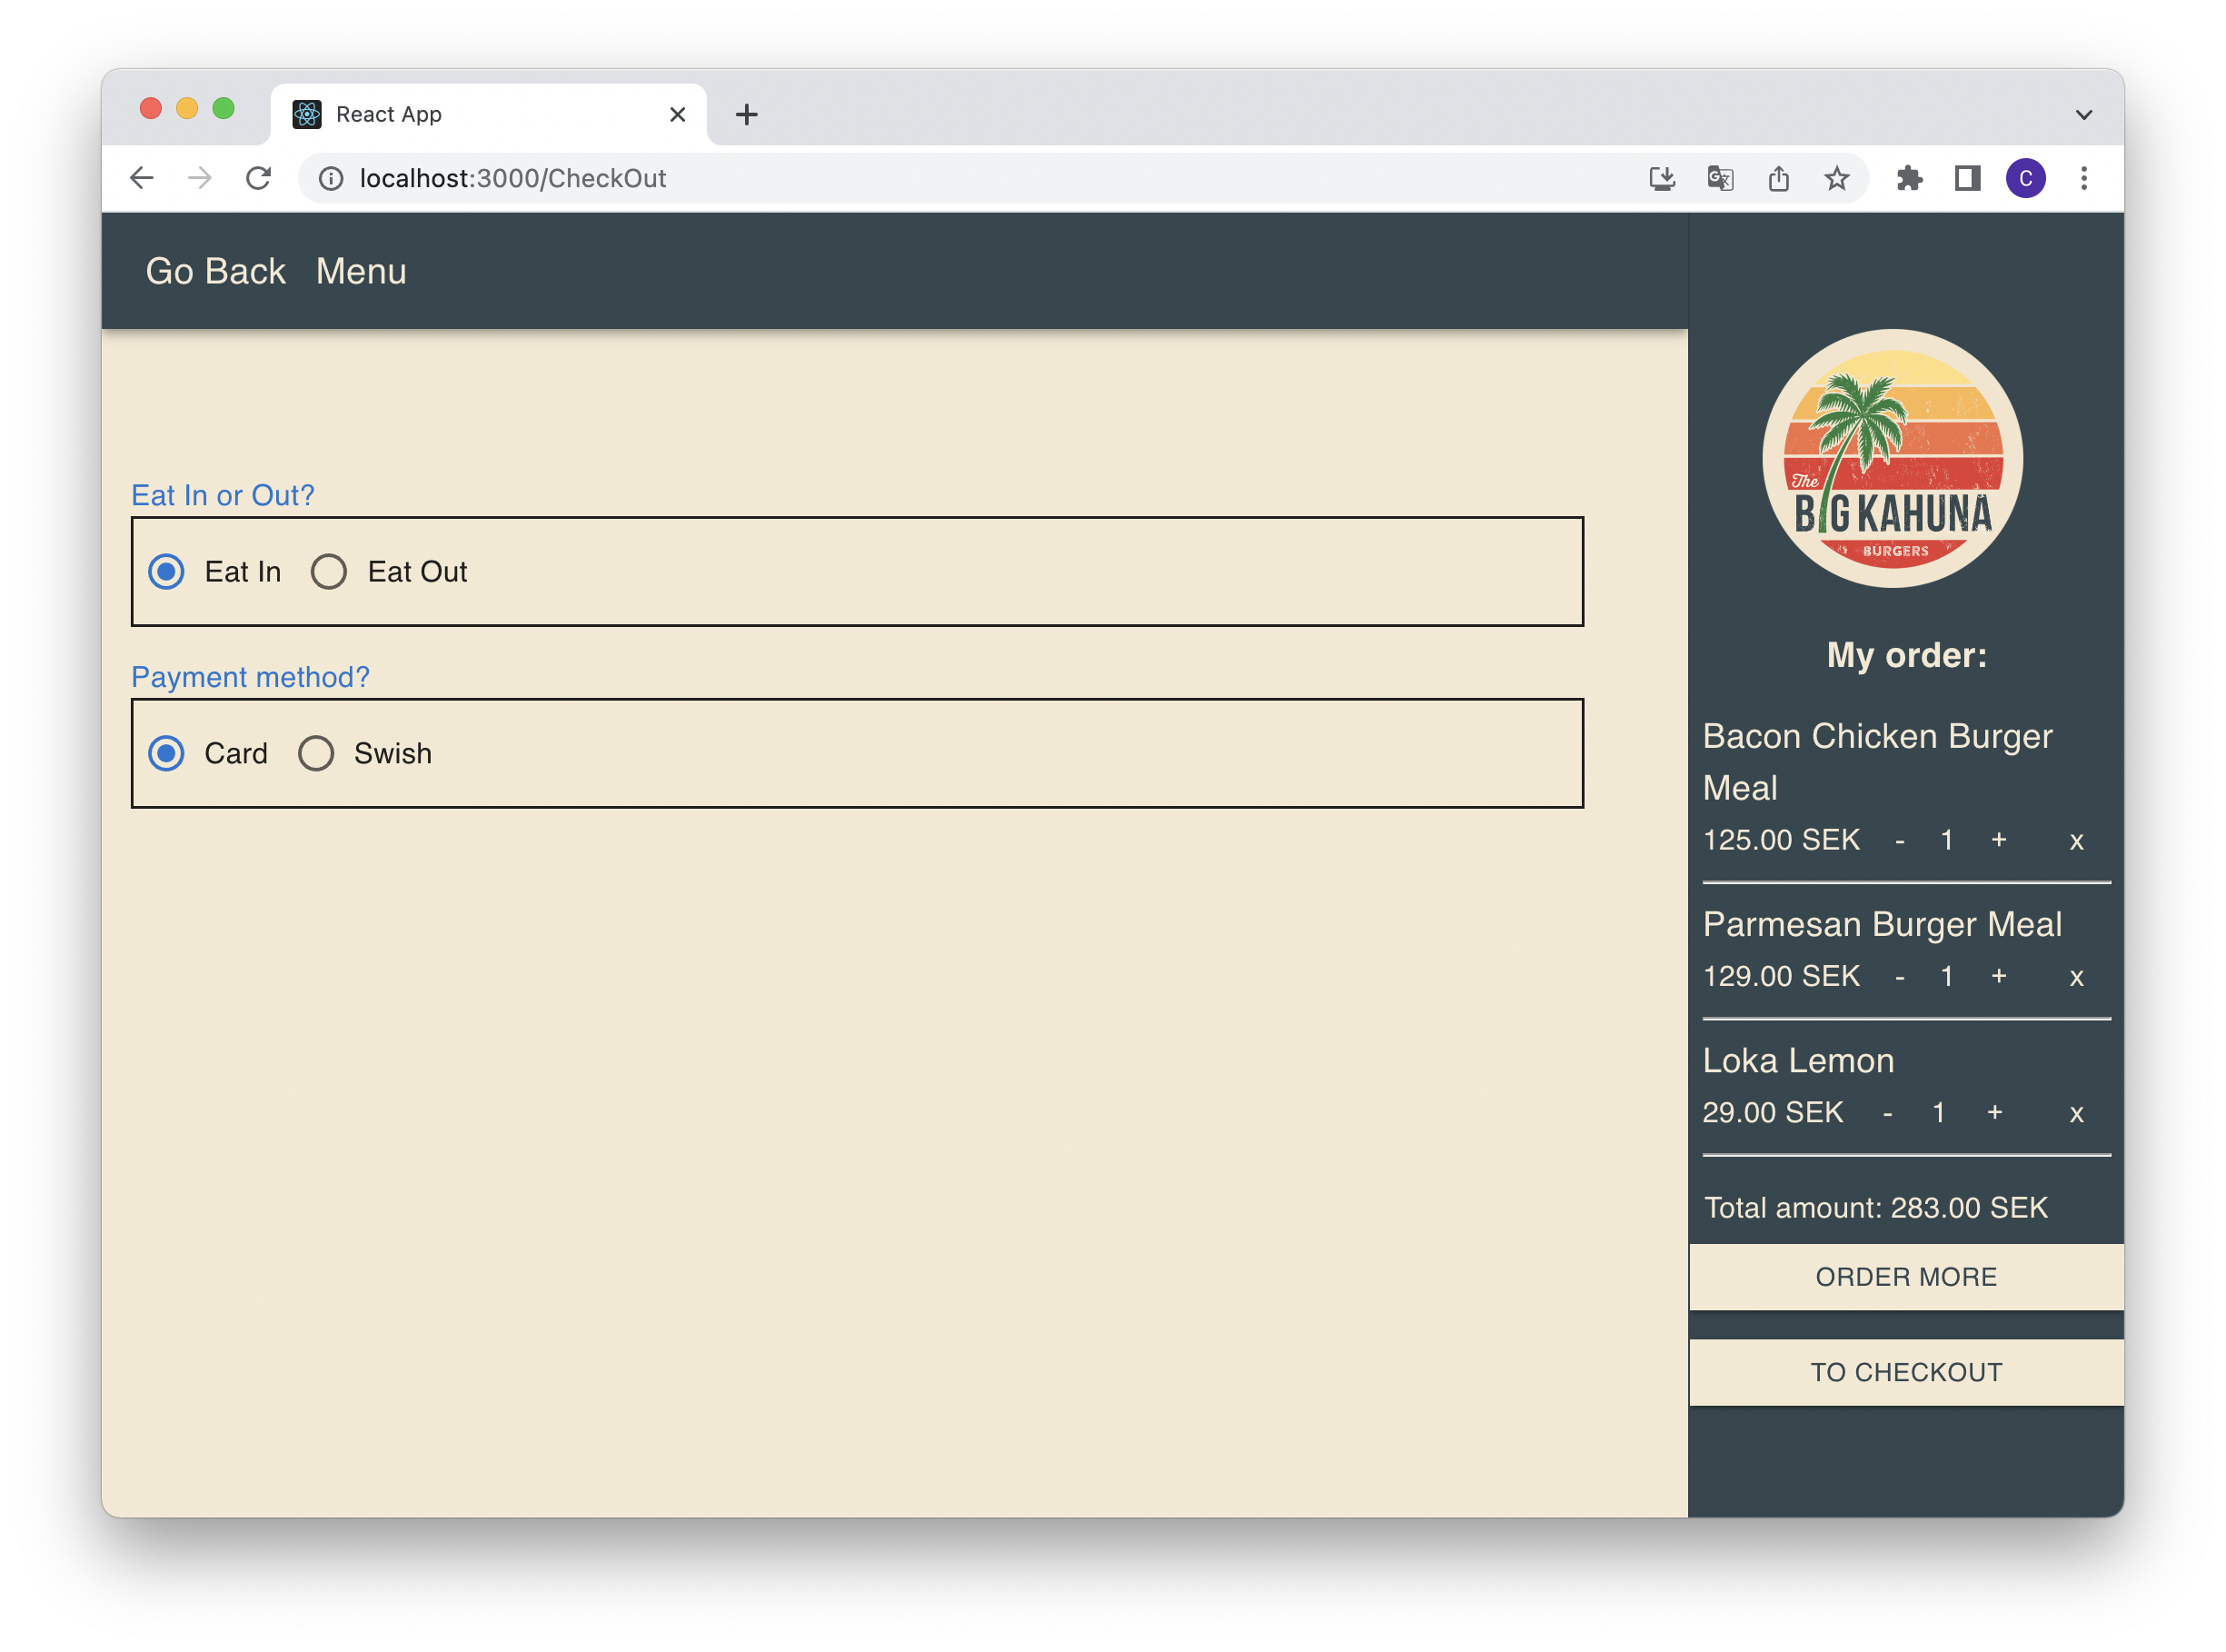 React App
localhost:3000/CheckOut
C
Go Back Menu
Eat In or Out?
Eat In Eat Out
Payment method?
Card Swish
The
BIG KAHUNA
BURGERS
My order:
Bacon Chicken Burger
Meal
125.00 SEK - 1 + x
Parmesan Burger Meal
129.00 SEK - 1 + x
Loka Lemon
29.00 SEK - 1 + x
Total amount: 283.00 SEK
ORDER MORE
TO CHECKOUT